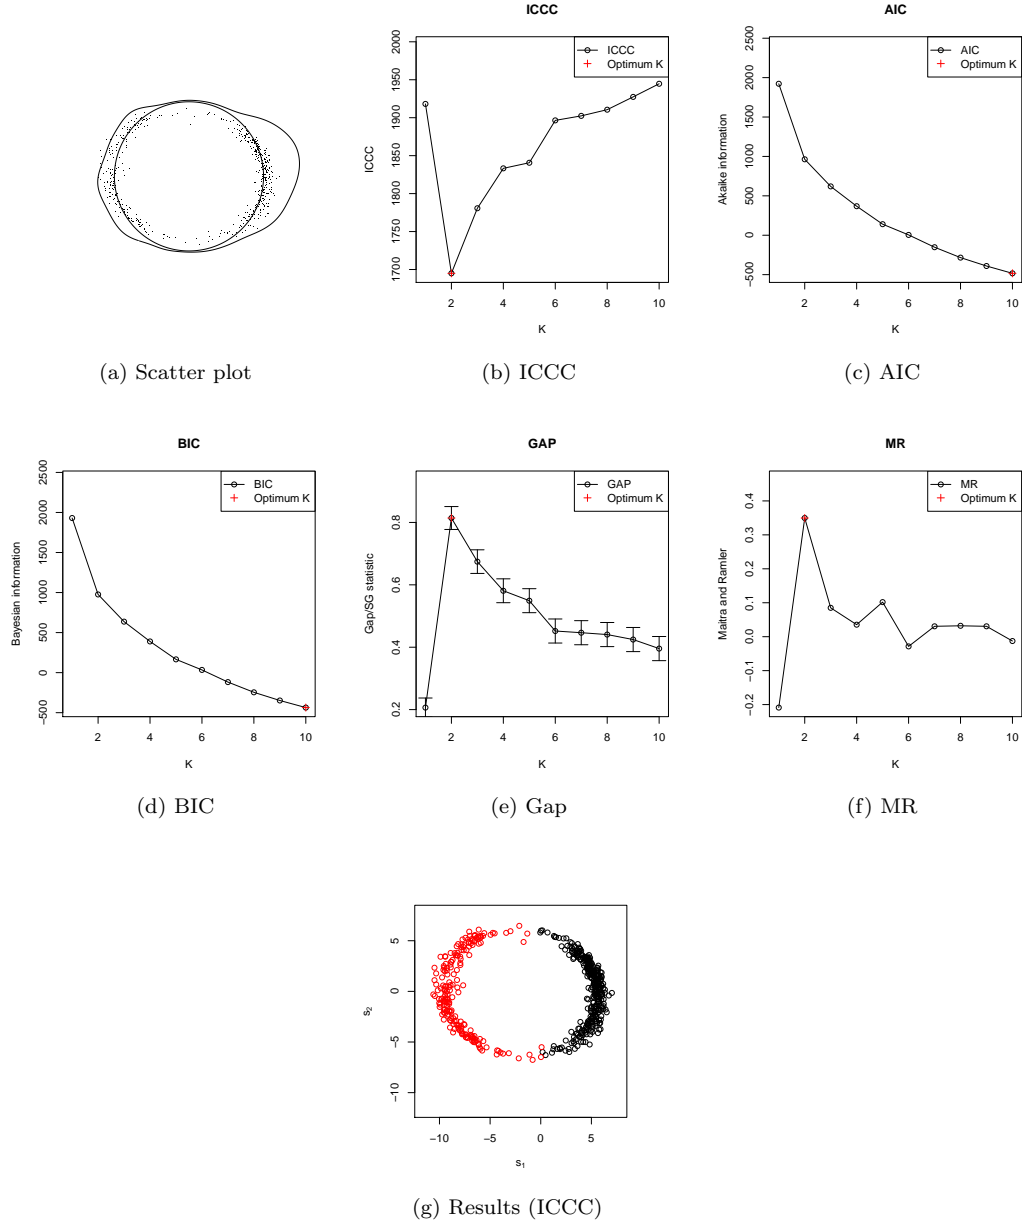 ICCC
AIC
2000
1950
1900
1850
1800
1750
1700
ICCC
ICCC
Optimum K
2 4 6 8 10
K
2500
2000
1500
1000
500
0
−500
Akaike information
AIC
Optimum K
2 4 6 8 10
K
(a) Scatter plot
(b) ICCC
(c) AIC
BIC
GAP
MR
2500
2000
1500
1000
500
0
−500
Bayesian information
BIC
Optimum K
2 4 6 8 10
K
0.8
0.6
0.4
0.2
Gap/SG statistic
GAP
Optimum K
2 4 6 8 10
K
0.4
0.3
0.2
0.1
0.0
−0.1
−0.2
Maitra and Ramler
MR
Optimum K
2 4 6 8 10
K
(d) BIC
(e) Gap
(f) MR
5
0
−5
−10
s₂
−10 −5 0 5
s₁
(g) Results (ICCC)